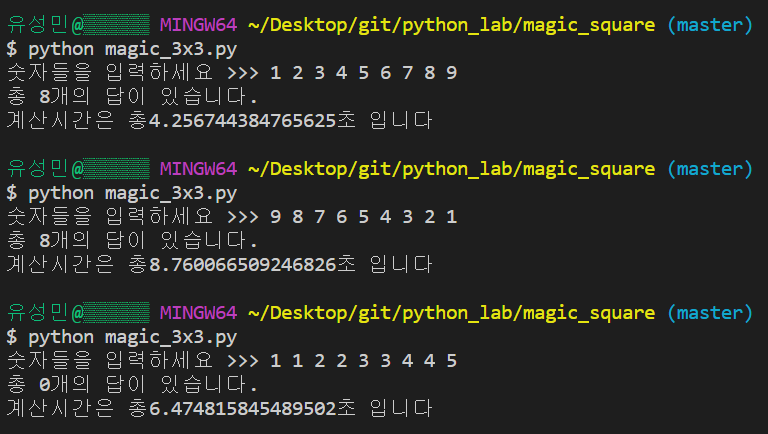 유성민@ MINGW64 ~/Desktop/git/python_lab/magic_square (master)
$ python magic_3x3.py
숫자들을 입력하세요 >>> 1 2 3 4 5 6 7 8 9
총 8개의 답이 있습니다.
계산시간은 총4.256744384765625초 입니다
유성민@ MINGW64 ~/Desktop/git/python_lab/magic_square (master)
$ python magic_3x3.py
숫자들을 입력하세요 >>> 9 8 7 6 5 4 3 2 1
총 8개의 답이 있습니다.
계산시간은 총8.760066509246826초 입니다
유성민@ MINGW64 ~/Desktop/git/python_lab/magic_square (master)
$ python magic_3x3.py
숫자들을 입력하세요 >>> 1 1 2 2 3 3 4 4 5
총 0개의 답이 있습니다.
계산시간은 총6.474815845489502초 입니다